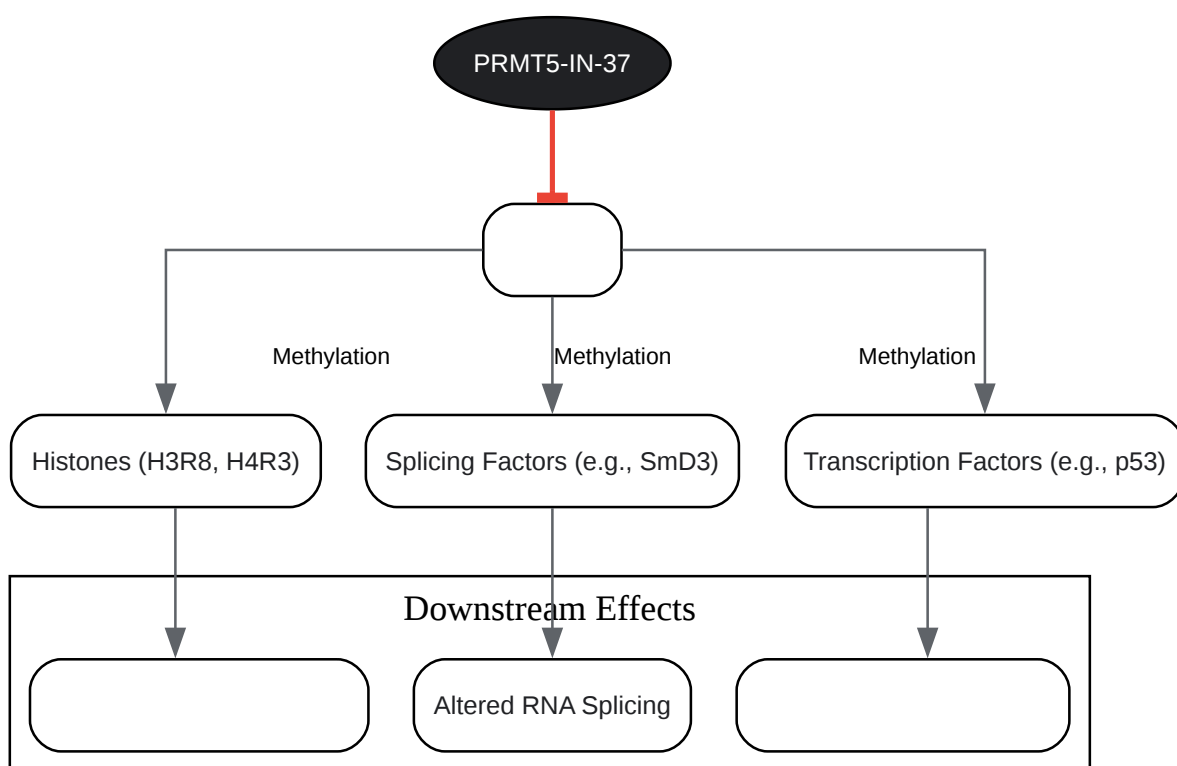 PRMT5-IN-37
Methylation
Methylation
Methylation
Histones (H3R8, H4R3)
Splicing Factors (e.g., SmD3)
Transcription Factors (e.g., p53)
Downstream Effects
Altered RNA Splicing